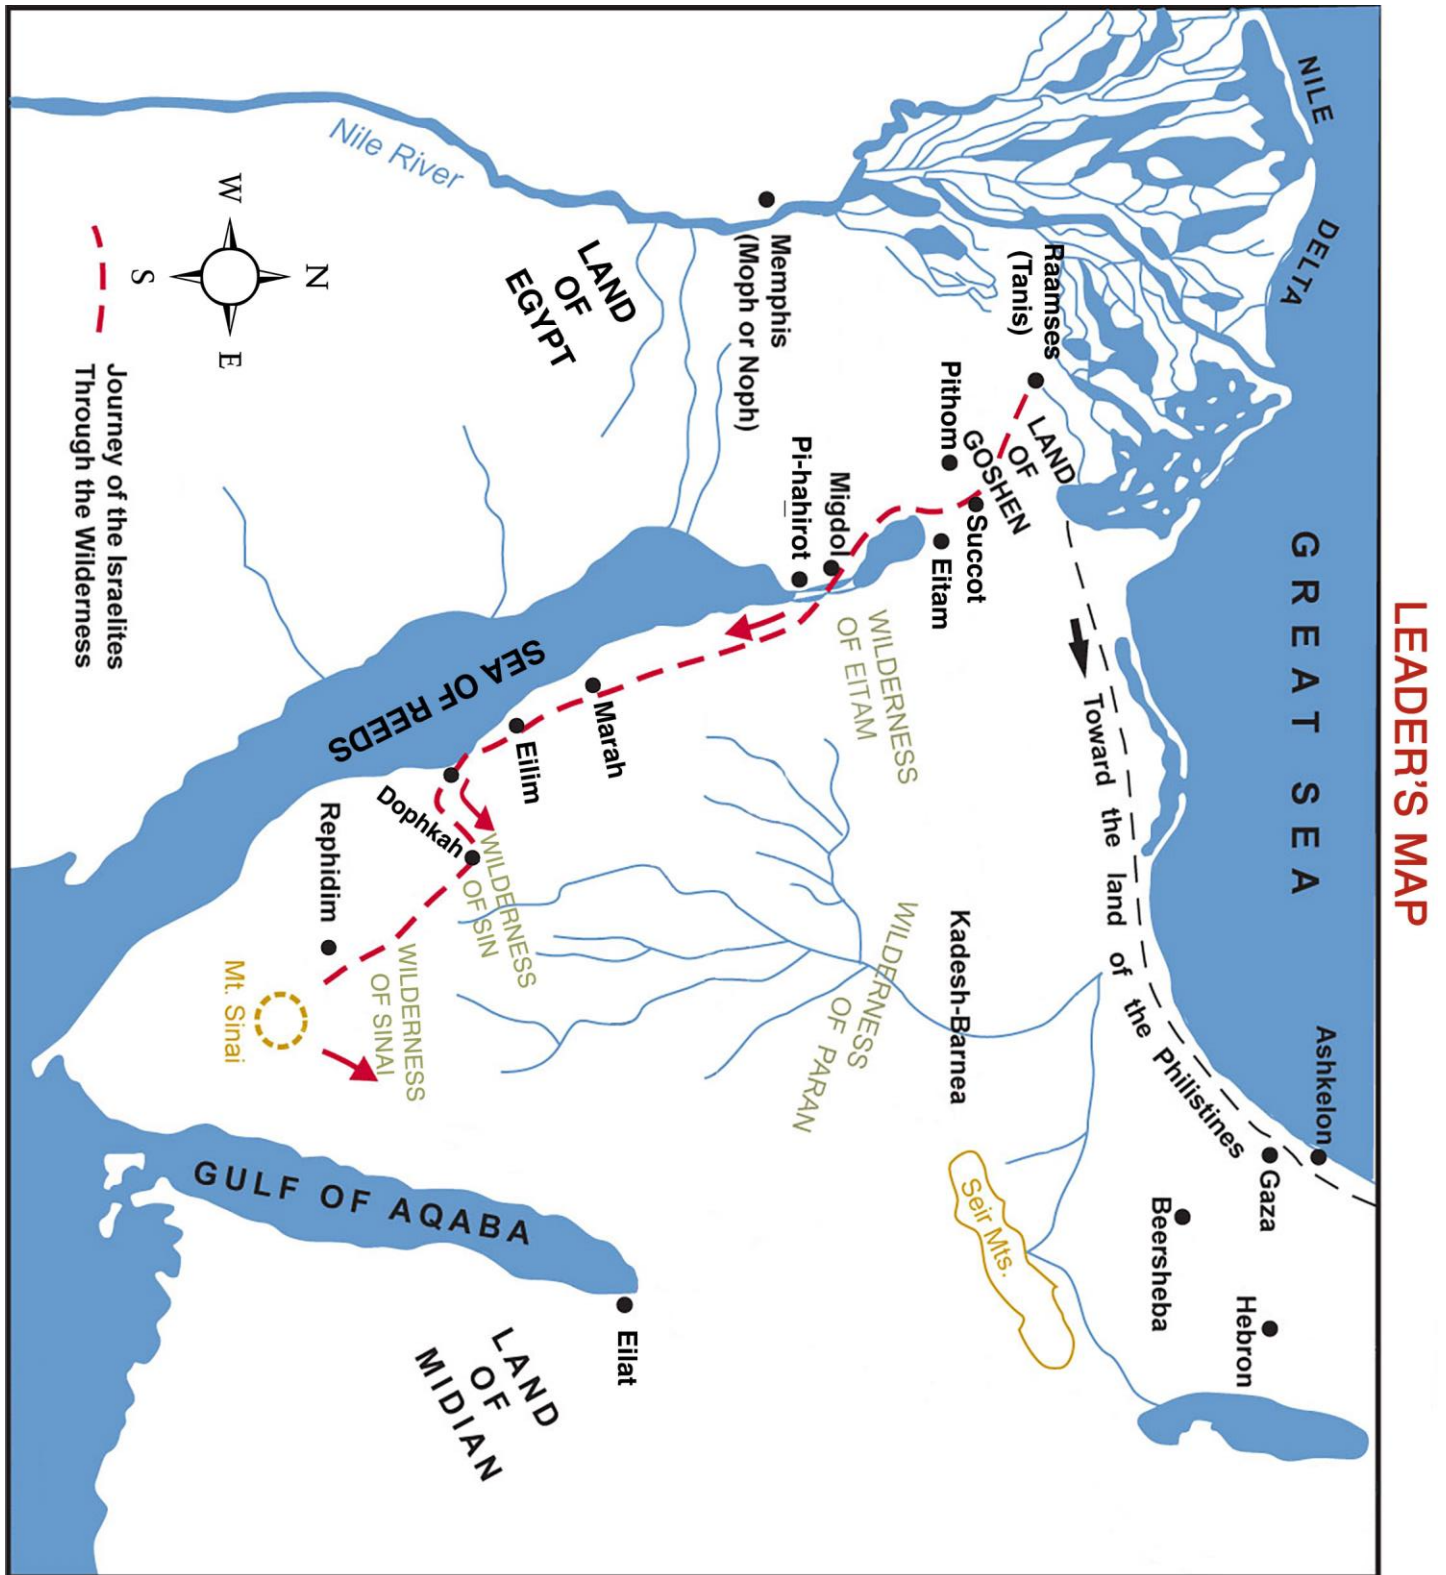 LEADER'S MAP
NILE
DELTA
GREAT SEA
Ashkelon
Gaza
Hebron
Beersheba
Toward the land of the Philistines
Raamses
(Tanis)
LAND
OF
GOSHEN
Pithom
Succot
Eitam
Kadesh-Barnea
Seir Mts.
Migdol
Pi-hahirot
WILDERNESS
OF EITAM
WILDERNESS
OF PARAN
Memphis
(Moph or Noph)
Nile River
LAND
OF
EGYPT
Marah
Eilim
SEA OF REEDS
Dophkah
WILDERNESS
OF SIN
Rephidim
WILDERNESS
OF SINAI
Mt. Sinai
Eilat
GULF OF AQABA
LAND
OF
MIDIAN
N
W
E
S
Journey of the Israelites
Through the Wilderness